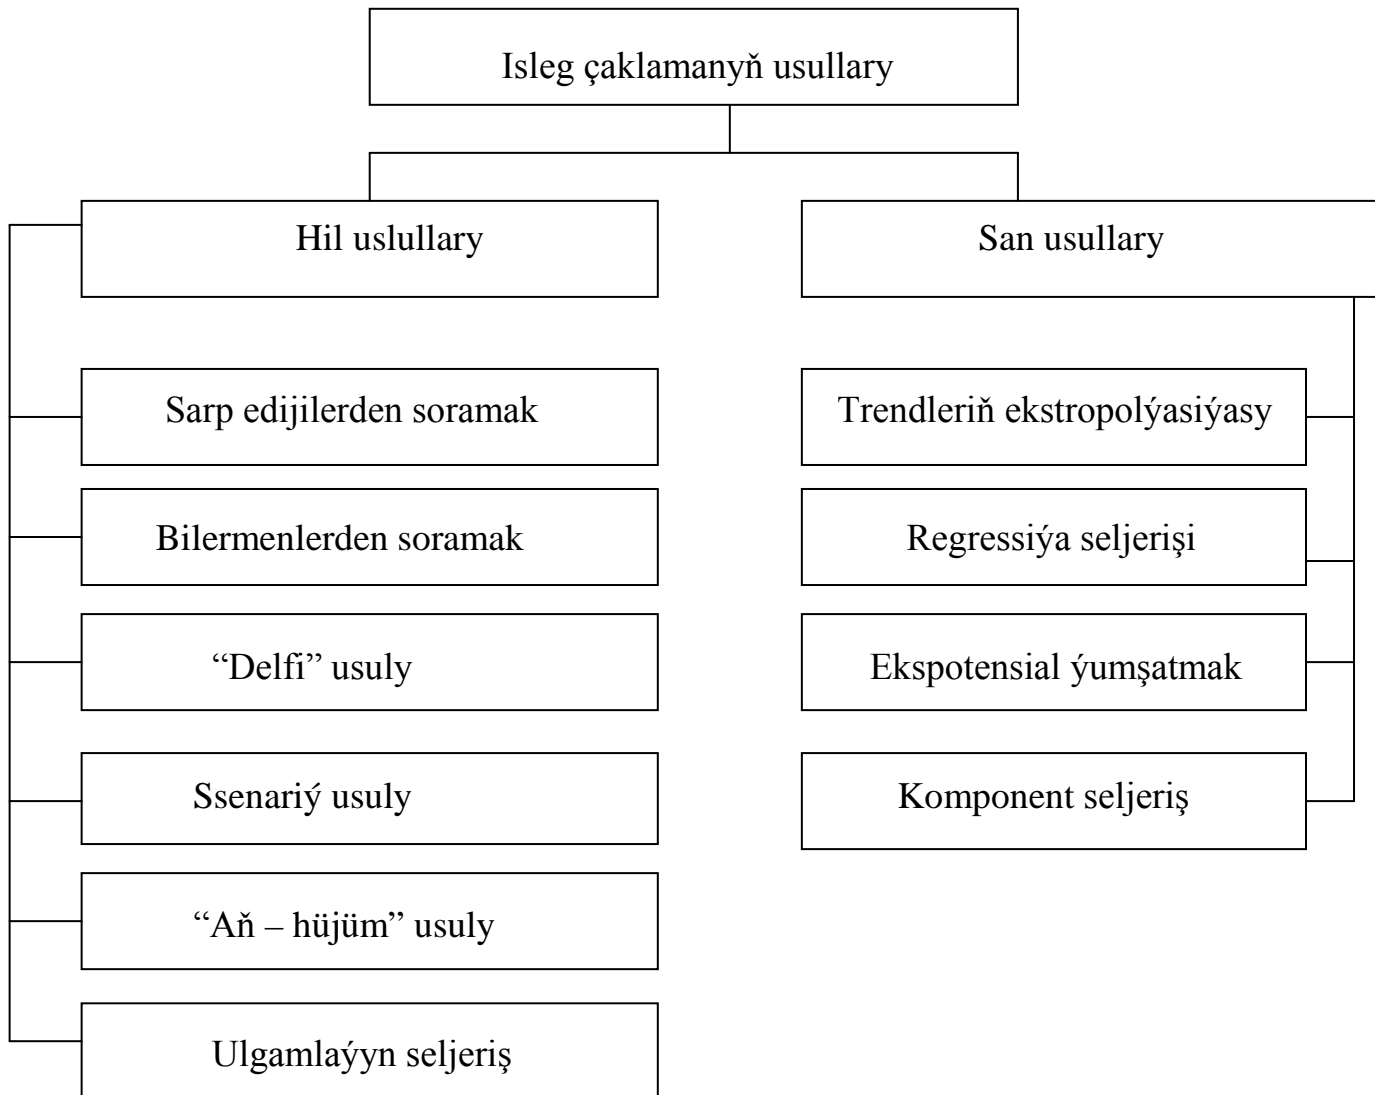 Isleg çaklamanyň usullary
Hil uslullary
San usullary
Sarp edijilerden soramak
Trendleriň ekstropolýasiýasy
Bilermenlerden soramak
Regressiýa seljerişi
“Delfi” usuly
Ekspotensial ýumşatmak
Ssenariý usuly
Komponent seljeriş
“Aň – hüjüm” usuly
Ulgamlaýyn seljeriş